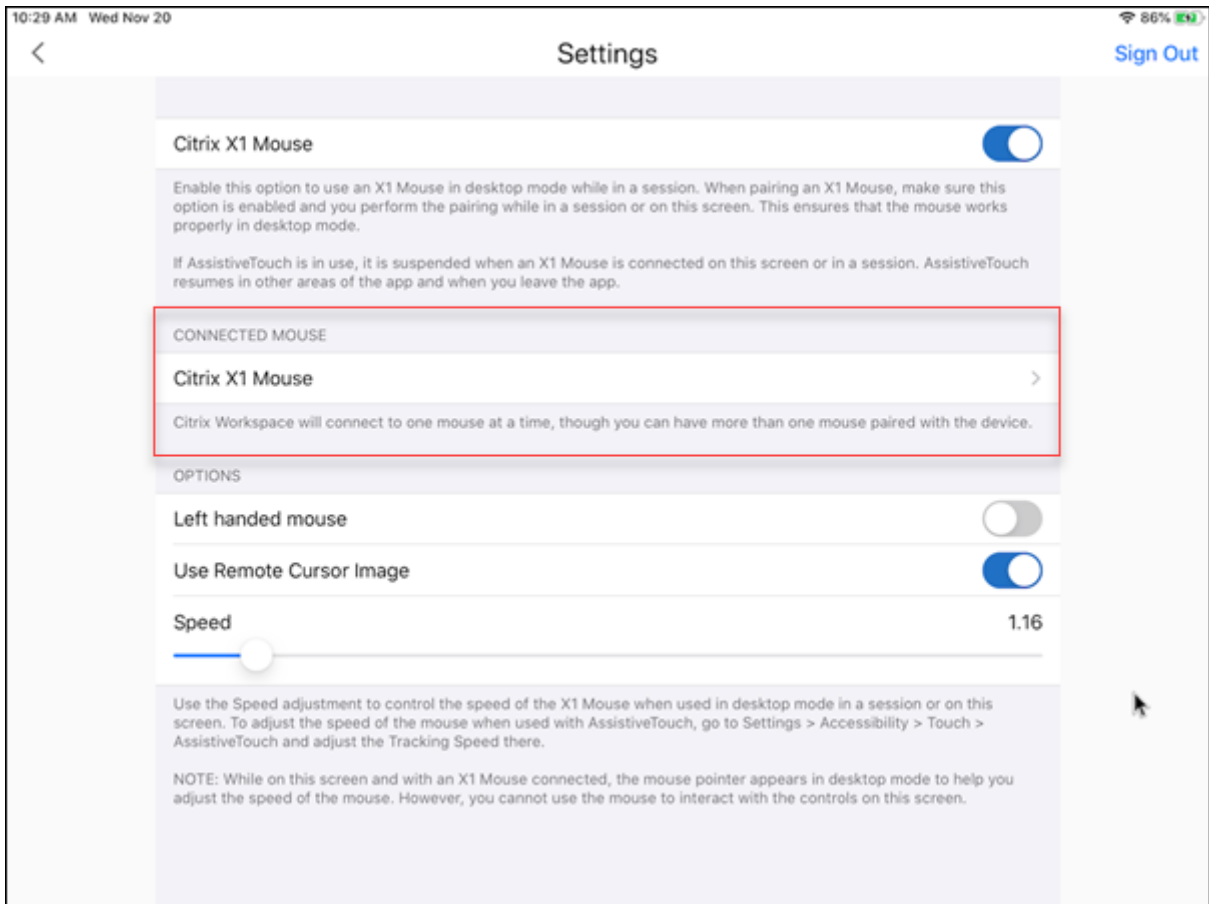 10:29 AM Wed Nov 20
86%
Settings
Sign Out
Citrix X1 Mouse
Enable this option to use an X1 Mouse in desktop mode while in a session. When pairing an X1 Mouse, make sure this
option is enabled and you perform the pairing while in a session or on this screen. This ensures that the mouse works
properly in desktop mode.
If AssistiveTouch is in use, it is suspended when an X1 Mouse is connected on this screen or in a session. AssistiveTouch
resumes in other areas of the app and when you leave the app.
CONNECTED MOUSE
Citrix X1 Mouse
Citrix Workspace will connect to one mouse at a time, though you can have more than one mouse paired with the device.
OPTIONS
Left handed mouse
Use Remote Cursor Image
Speed 1.16
Use the Speed adjustment to control the speed of the X1 Mouse when used in desktop mode in a session or on this
screen. To adjust the speed of the mouse when used with AssistiveTouch, go to Settings > Accessibility > Touch >
AssistiveTouch and adjust the Tracking Speed there.
NOTE: While on this screen and with an X1 Mouse connected, the mouse pointer appears in desktop mode to help you
adjust the speed of the mouse. However, you cannot use the mouse to interact with the controls on this screen.